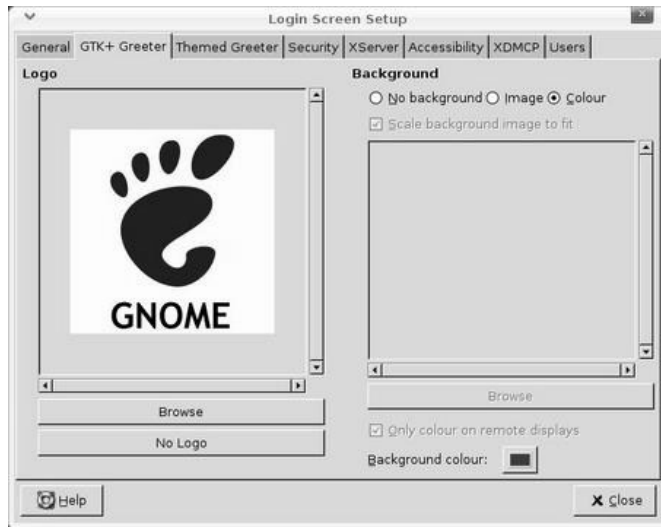 Login Screen Setup
General GTK+ Greeter Themed Greeter Security XServer Accessibility XDMCP Users
Logo
GNOME
Browse
No Logo
Background
No background Image Colour
Scale background image to fit
Browse
Only colour on remote displays
Background colour:
Help
Close